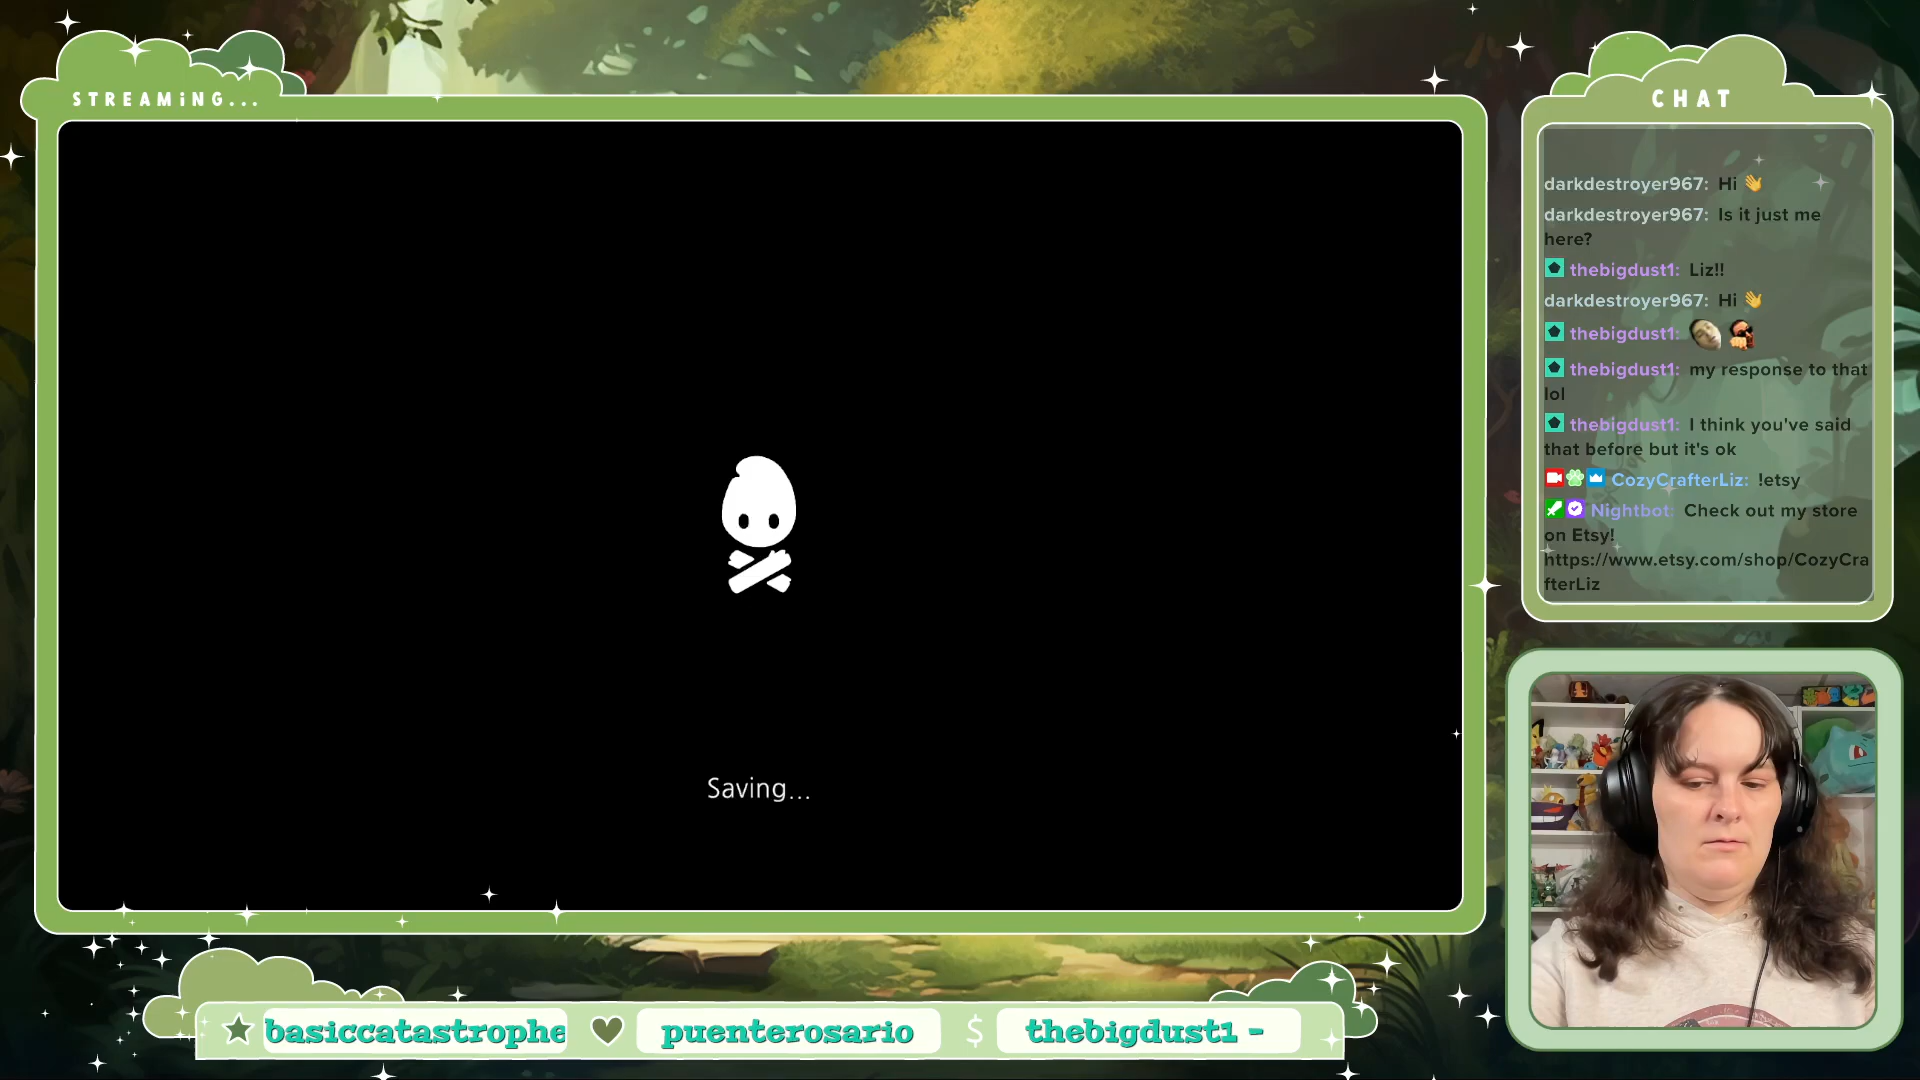 STREAMING...
CHAT
darkdestroyer967: Hi 👋
darkdestroyer967: Is it just me
here?
thebigdust1: Liz!!
darkdestroyer967: Hi 👋
thebigdust1:
thebigdust1: my response to that
lol
thebigdust1: I think you've said
that before but it's ok
CozyCrafterLiz: !etsy
Nightbot: Check out my store
on Etsy!
https://www.etsy.com/shop/CozyCra
fterLiz
Saving...
basiccatastrophe
puenterosario
$ thebigdust1 -